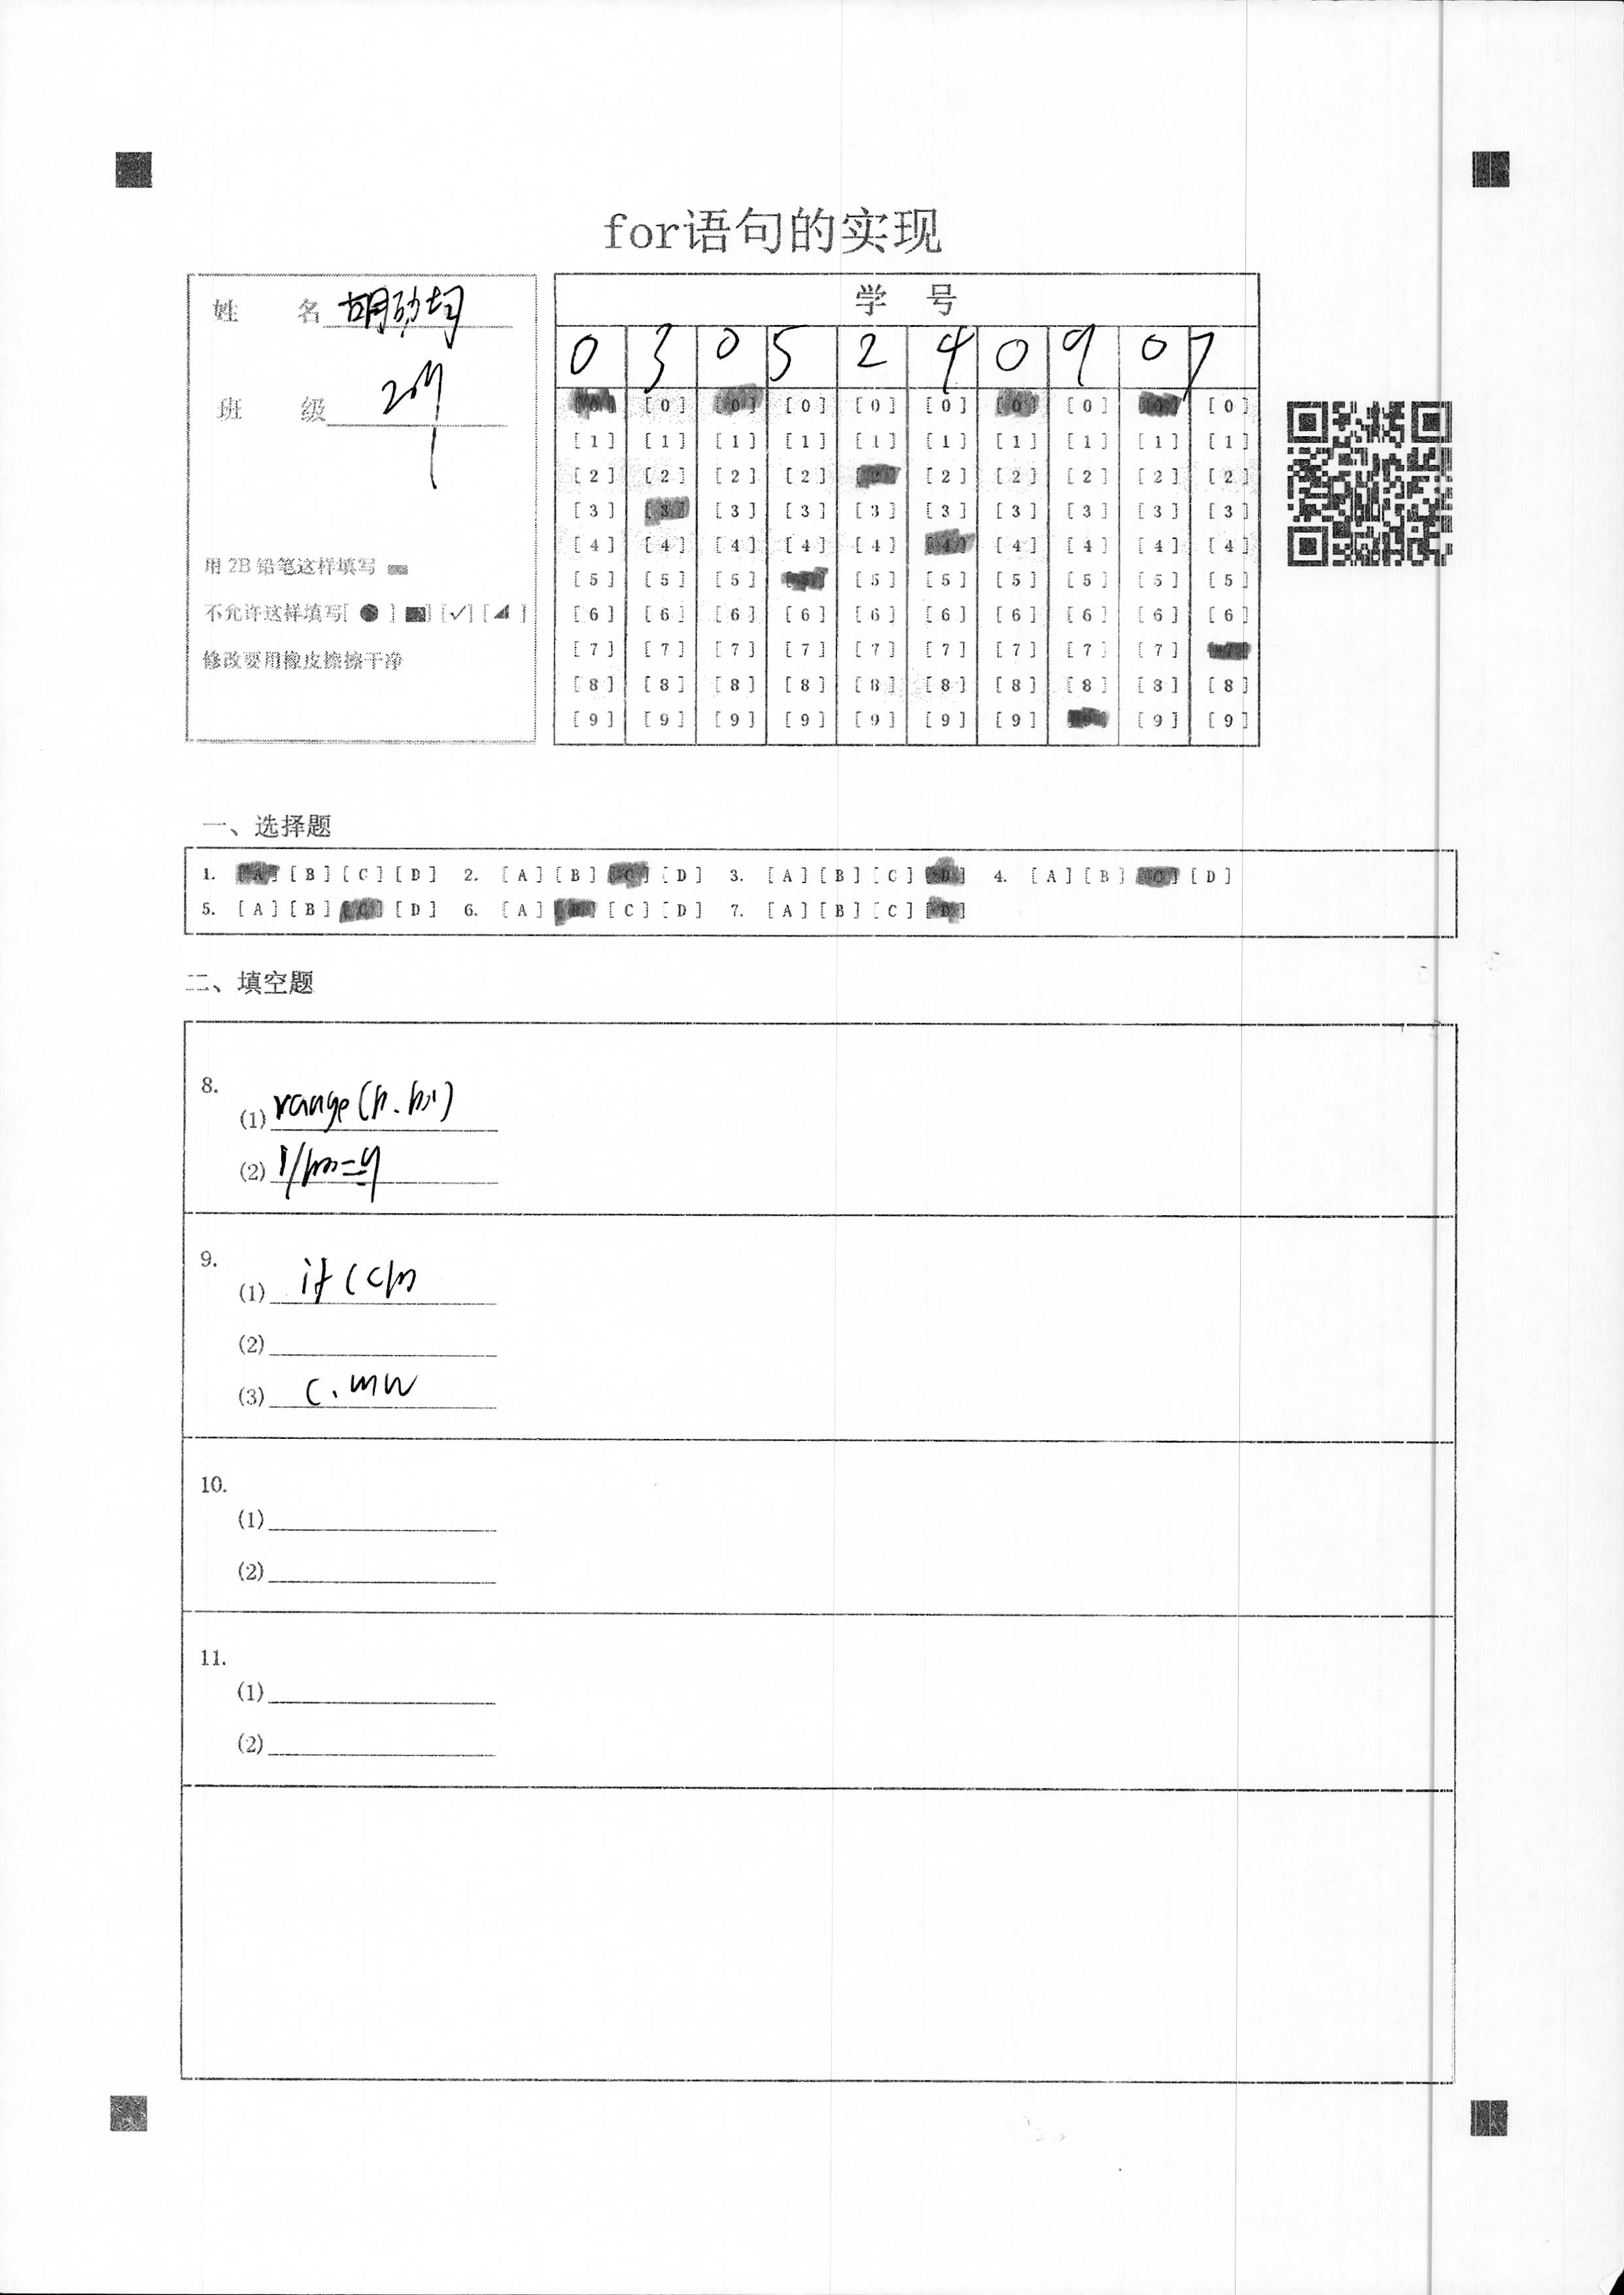 for语句的实现
姓 名
班 级
用2B铅笔这样填写
不允许这样填写[ ● ] [■] [✓] [◢ ]
修改要用橡皮擦擦干净
学 号
0 3 0 5 2 4 0 9 0 7
[0] [0] [0] [0] [0] [0] [0] [0] [0] [0]
[1] [1] [1] [1] [1] [1] [1] [1] [1] [1]
[2] [2] [2] [2] [2] [2] [2] [2] [2] [2]
[3] [3] [3] [3] [3] [3] [3] [3] [3] [3]
[4] [4] [4] [4] [4] [4] [4] [4] [4] [4]
[5] [5] [5] [5] [5] [5] [5] [5] [5] [5]
[6] [6] [6] [6] [6] [6] [6] [6] [6] [6]
[7] [7] [7] [7] [7] [7] [7] [7] [7] [7]
[8] [8] [8] [8] [8] [8] [8] [8] [8] [8]
[9] [9] [9] [9] [9] [9] [9] [9] [9] [9]
一、选择题
1. [A] [B] [C] [D] 2. [A] [B] [C] [D] 3. [A] [B] [C] [D] 4. [A] [B] [C] [D]
5. [A] [B] [C] [D] 6. [A] [B] [C] [D] 7. [A] [B] [C] [D]
二、填空题
8.
(1) range(
(2)
9.
(1) if (
(2)
(3)
10.
(1)
(2)
11.
(1)
(2)